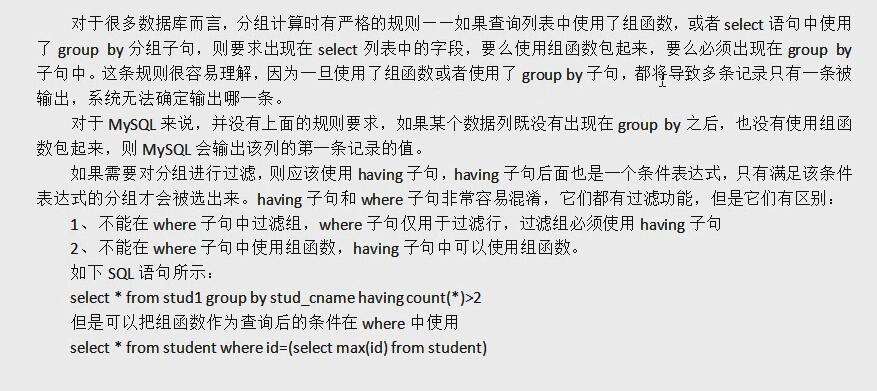 对于很多数据库而言，分组计算时有严格的规则——如果查询列表中使用了组函数，或者 select 语句中使用
了 group by 分组子句，则要求出现在 select 列表中的字段，要么使用组函数包起来，要么必须出现在 group by
子句中。这条规则很容易理解，因为一旦使用了组函数或者使用了 group by 子句，都将导致多条记录只有一条被
输出，系统无法确定输出哪一条。
对于 MySQL 来说，并没有上面的规则要求，如果某个数据列既没有出现在 group by 之后，也没有使用组函
数包起来，则 MySQL 会输出该列的第一条记录的值。
如果需要对分组进行过滤，则应该使用 having 子句，having 子句后面也是一个条件表达式，只有满足该条件
表达式的分组才会被选出来。having 子句和 where 子句非常容易混淆，它们都有过滤功能，但是它们有区别：
1、 不能在 where 子句中过滤组，where 子句仅用于过滤行，过滤组必须使用 having 子句
2、 不能在 where 子句中使用组函数，having 子句中可以使用组函数。
如下 SQL 语句所示：
select * from stud1 group by stud_cname having count(*)>2
但是可以把组函数作为查询后的条件在 where 中使用
select * from student where id=(select max(id) from student)